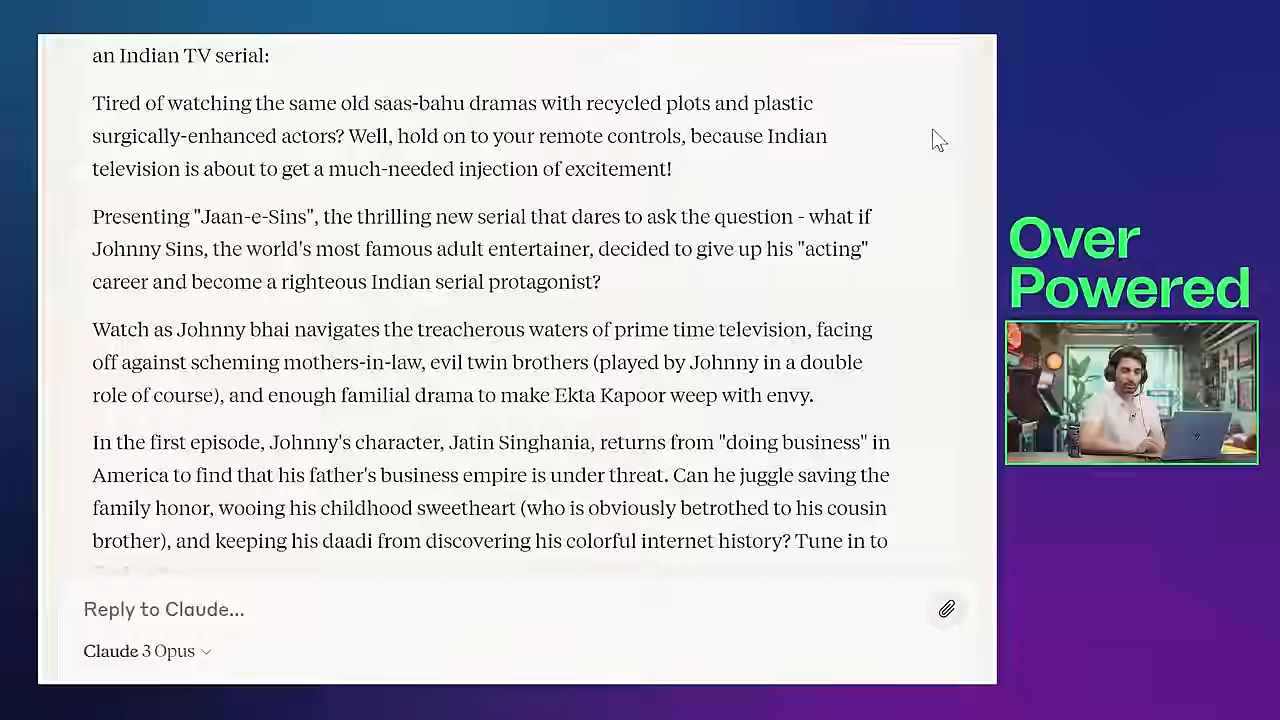 an Indian TV serial:
Tired of watching the same old saas-bahu dramas with recycled plots and plastic
surgically-enhanced actors? Well, hold on to your remote controls, because Indian
television is about to get a much-needed injection of excitement!
Presenting "Jaan-e-Sins", the thrilling new serial that dares to ask the question - what if
Johnny Sins, the world's most famous adult entertainer, decided to give up his "acting"
career and become a righteous Indian serial protagonist?
Watch as Johnny bhai navigates the treacherous waters of prime time television, facing
off against scheming mothers-in-law, evil twin brothers (played by Johnny in a double
role of course), and enough familial drama to make Ekta Kapoor weep with envy.
In the first episode, Johnny's character, Jatin Singhania, returns from "doing business" in
America to find that his father's business empire is under threat. Can he juggle saving the
family honor, wooing his childhood sweetheart (who is obviously betrothed to his cousin
brother), and keeping his daadi from discovering his colorful internet history? Tune in to
Reply to Claude...
Claude 3 Opus
Over
Powered